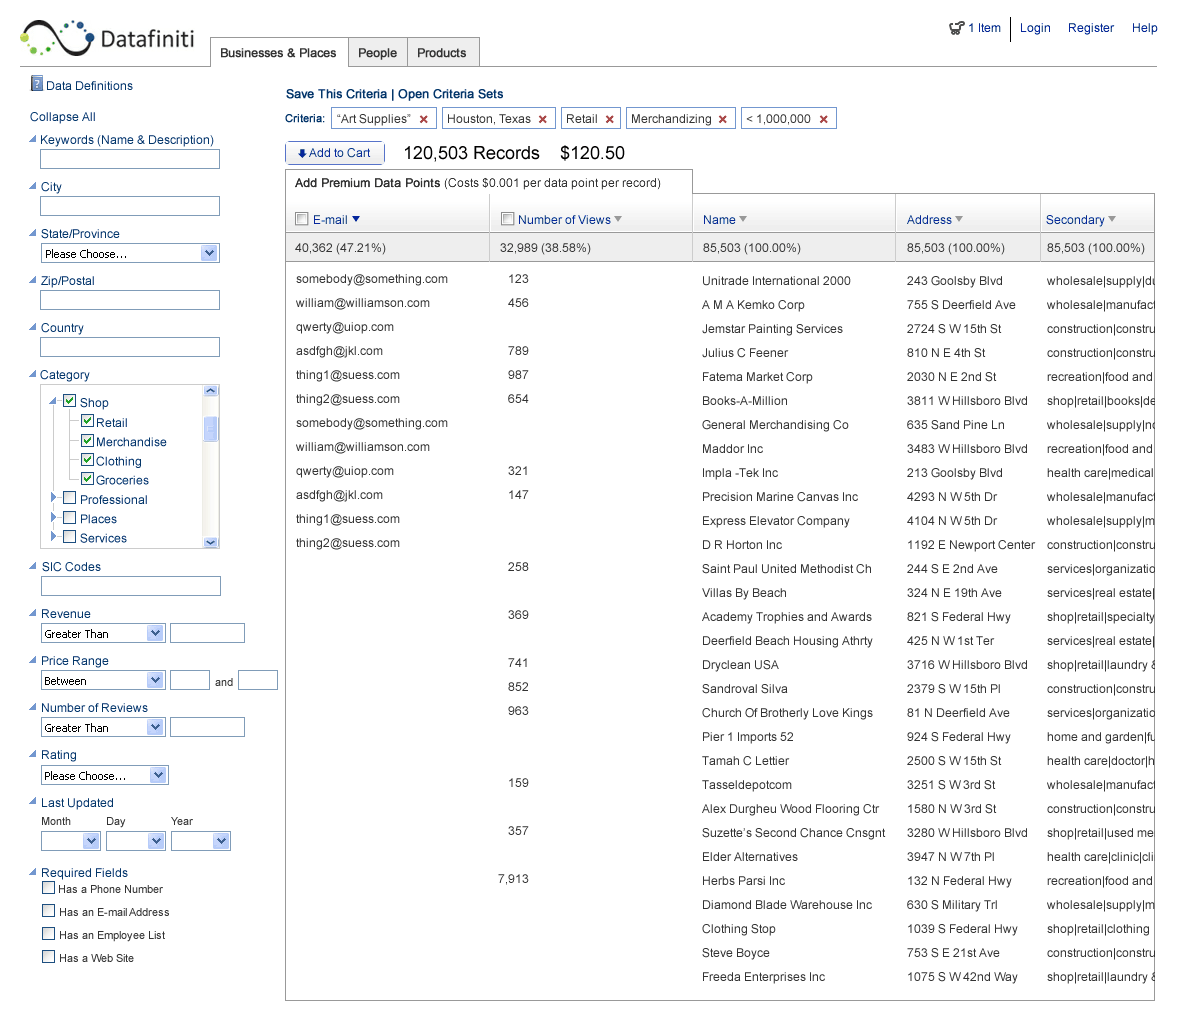 Datafiniti
Businesses & Places People Products
1 Item Login Register Help
Data Definitions
Collapse All
Keywords (Name & Description)
City
State/Province
Please Choose...
Zip/Postal
Country
Category
Shop
Retail
Merchandise
Clothing
Groceries
Professional
Places
Services
SIC Codes
Revenue
Greater Than
Price Range
Between and
Number of Reviews
Greater Than
Rating
Please Choose...
Last Updated
Month Day Year
Required Fields
Has a Phone Number
Has an E-mail Address
Has an Employee List
Has a Web Site
Save This Criteria | Open Criteria Sets
Criteria: “Art Supplies” Houston, Texas Retail Merchandizing < 1,000,000
Add to Cart 120,503 Records $120.50
Add Premium Data Points (Costs $0.001 per data point per record)
E-mail Number of Views Name Address Secondary
40,362 (47.21%) 32,989 (38.58%) 85,503 (100.00%) 85,503 (100.00%) 85,503 (100.00%)
somebody@something.com 123 Unitrade International 2000 243 Goolsby Blvd wholesale|supply|du
william@williamson.com 456 A M A Kemko Corp 755 S Deerfield Ave wholesale|manufact
qwerty@uiop.com Jemstar Painting Services 2724 S W 15th St construction|constru
asdfgh@jkl.com 789 Julius C Feener 810 N E 4th St construction|constru
thing1@suess.com 987 Fatema Market Corp 2030 N E 2nd St recreation|food and
thing2@suess.com 654 Books-A-Million 3811 W Hillsboro Blvd shop|retail|books|de
somebody@something.com General Merchandising Co 635 Sand Pine Ln wholesale|supply|no
william@williamson.com Maddor Inc 3483 W Hillsboro Blvd recreation|food and
qwerty@uiop.com 321 Impla -Tek Inc 213 Goolsby Blvd health care|medical
asdfgh@jkl.com 147 Precision Marine Canvas Inc 4293 N W 5th Dr wholesale|manufact
thing1@suess.com Express Elevator Company 4104 N W 5th Dr wholesale|supply|m
thing2@suess.com D R Horton Inc 1192 E Newport Center construction|constru
258 Saint Paul United Methodist Ch 244 S E 2nd Ave services|organizatio
Villas By Beach 324 N E 19th Ave services|real estate|
369 Academy Trophies and Awards 821 S Federal Hwy shop|retail|specialty
Deerfield Beach Housing Athrty 425 N W 1st Ter services|real estate|
741 Dryclean USA 3716 W Hillsboro Blvd shop|retail|laundry &
852 Sandroval Silva 2379 S W 15th Pl construction|constru
963 Church Of Brotherly Love Kings 81 N Deerfield Ave services|organizatio
Pier 1 Imports 52 924 S Federal Hwy home and garden|fu
Tamah C Lettier 2500 S W 15th St health care|doctor|h
159 Tasseldepotcom 3251 S W 3rd St wholesale|manufact
Alex Durgheu Wood Flooring Ctr 1580 N W 3rd St construction|constru
357 Suzette’s Second Chance Cnsgnt 3280 W Hillsboro Blvd shop|retail|used me
Elder Alternatives 3947 N W 7th Pl health care|clinic|cli
7,913 Herbs Parsi Inc 132 N Federal Hwy recreation|food and
Diamond Blade Warehouse Inc 630 S Military Trl wholesale|supply|m
Clothing Stop 1039 S Federal Hwy shop|retail|clothing
Steve Boyce 753 S E 21st Ave construction|constru
Freeda Enterprises Inc 1075 S W 42nd Way shop|retail|laundry &